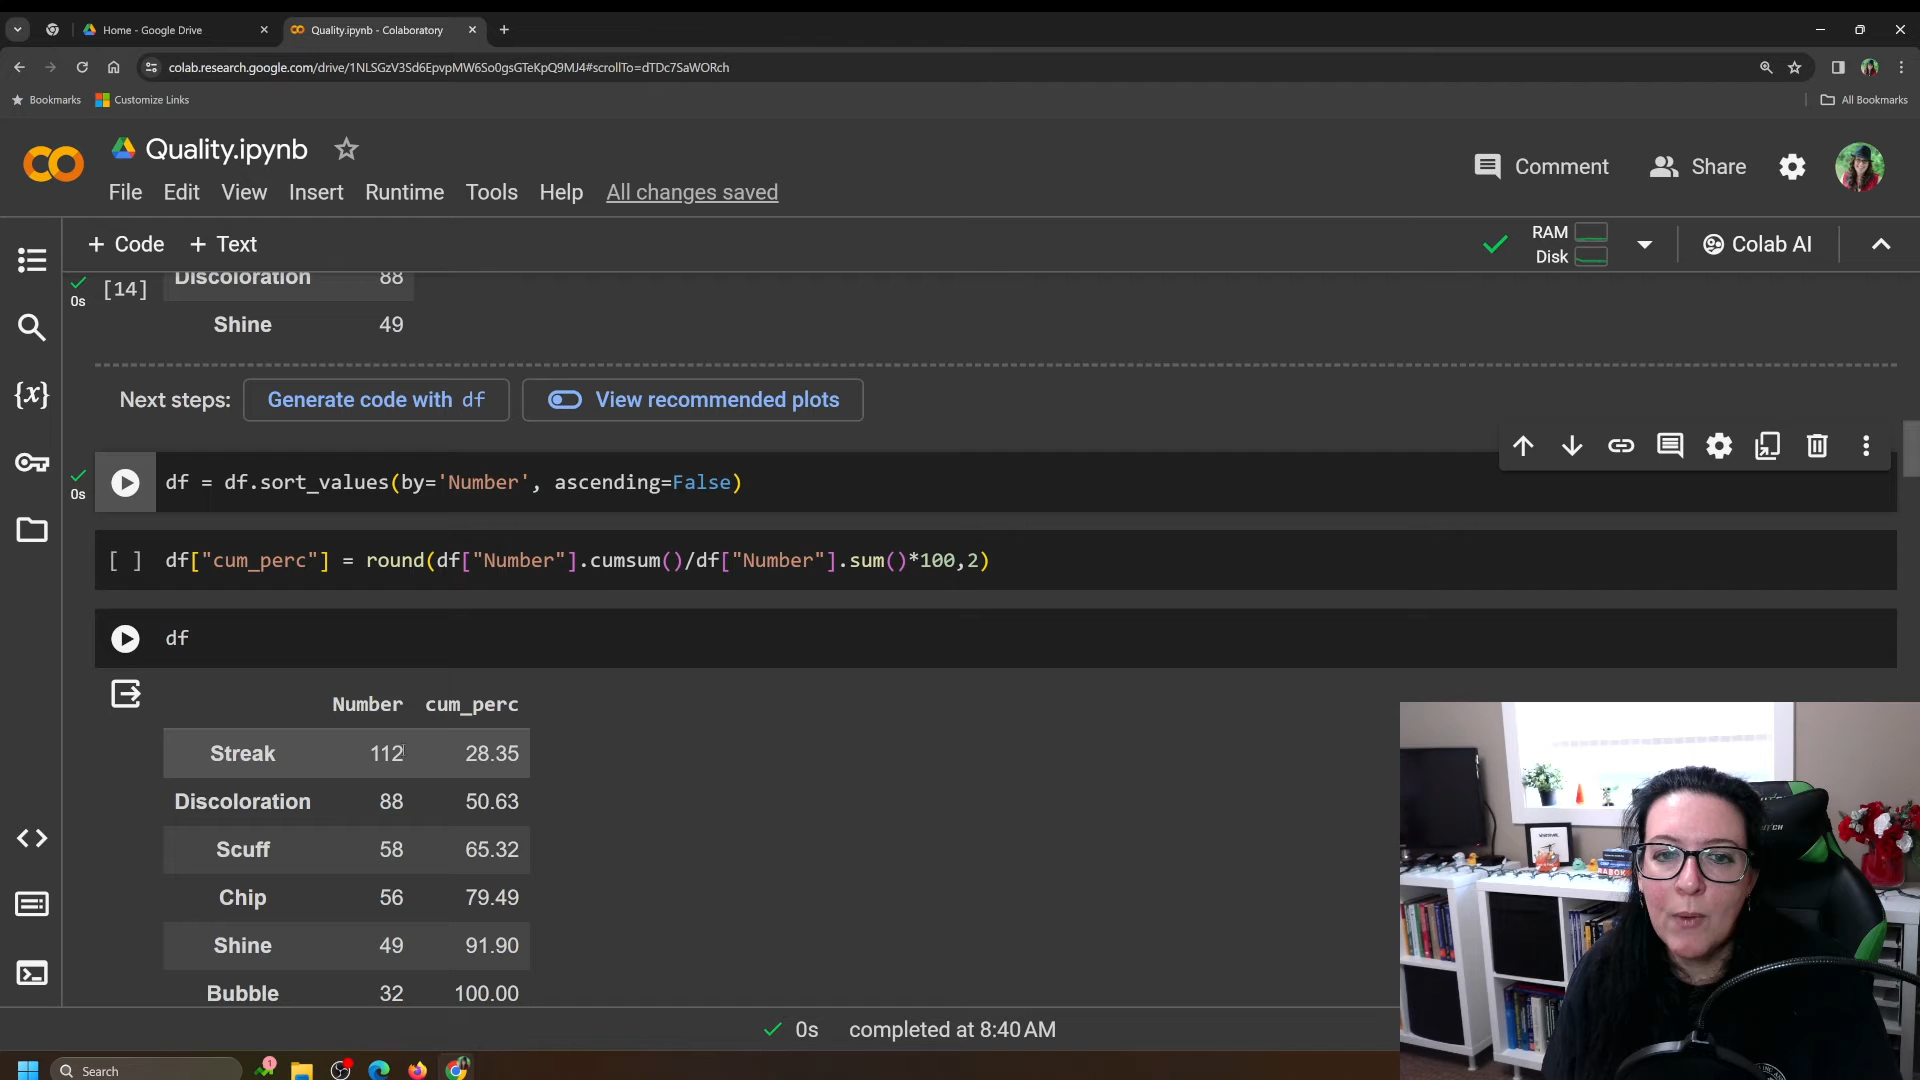 Home - Google Drive
Quality.ipynb - Colaboratory
colab.research.google.com/drive/1NLSGzV3Sd6EpvpMW6So0gsGTeKpQ9MJ4#scrollTo=dTDc7SaWORch
Bookmarks
Customize Links
All Bookmarks
Quality.ipynb
Comment
Share
File Edit View Insert Runtime Tools Help All changes saved
+ Code + Text
RAM
Disk
Colab AI
0s
[14]
Discoloration 88
Shine 49
Next steps: Generate code with df View recommended plots
0s
df = df.sort_values(by='Number', ascending=False)
[ ] df["cum_perc"] = round(df["Number"].cumsum()/df["Number"].sum()*100,2)
df
Number cum_perc
Streak 112 28.35
Discoloration 88 50.63
Scuff 58 65.32
Chip 56 79.49
Shine 49 91.90
Bubble 32 100.00
0s completed at 8:40 AM
Search
1